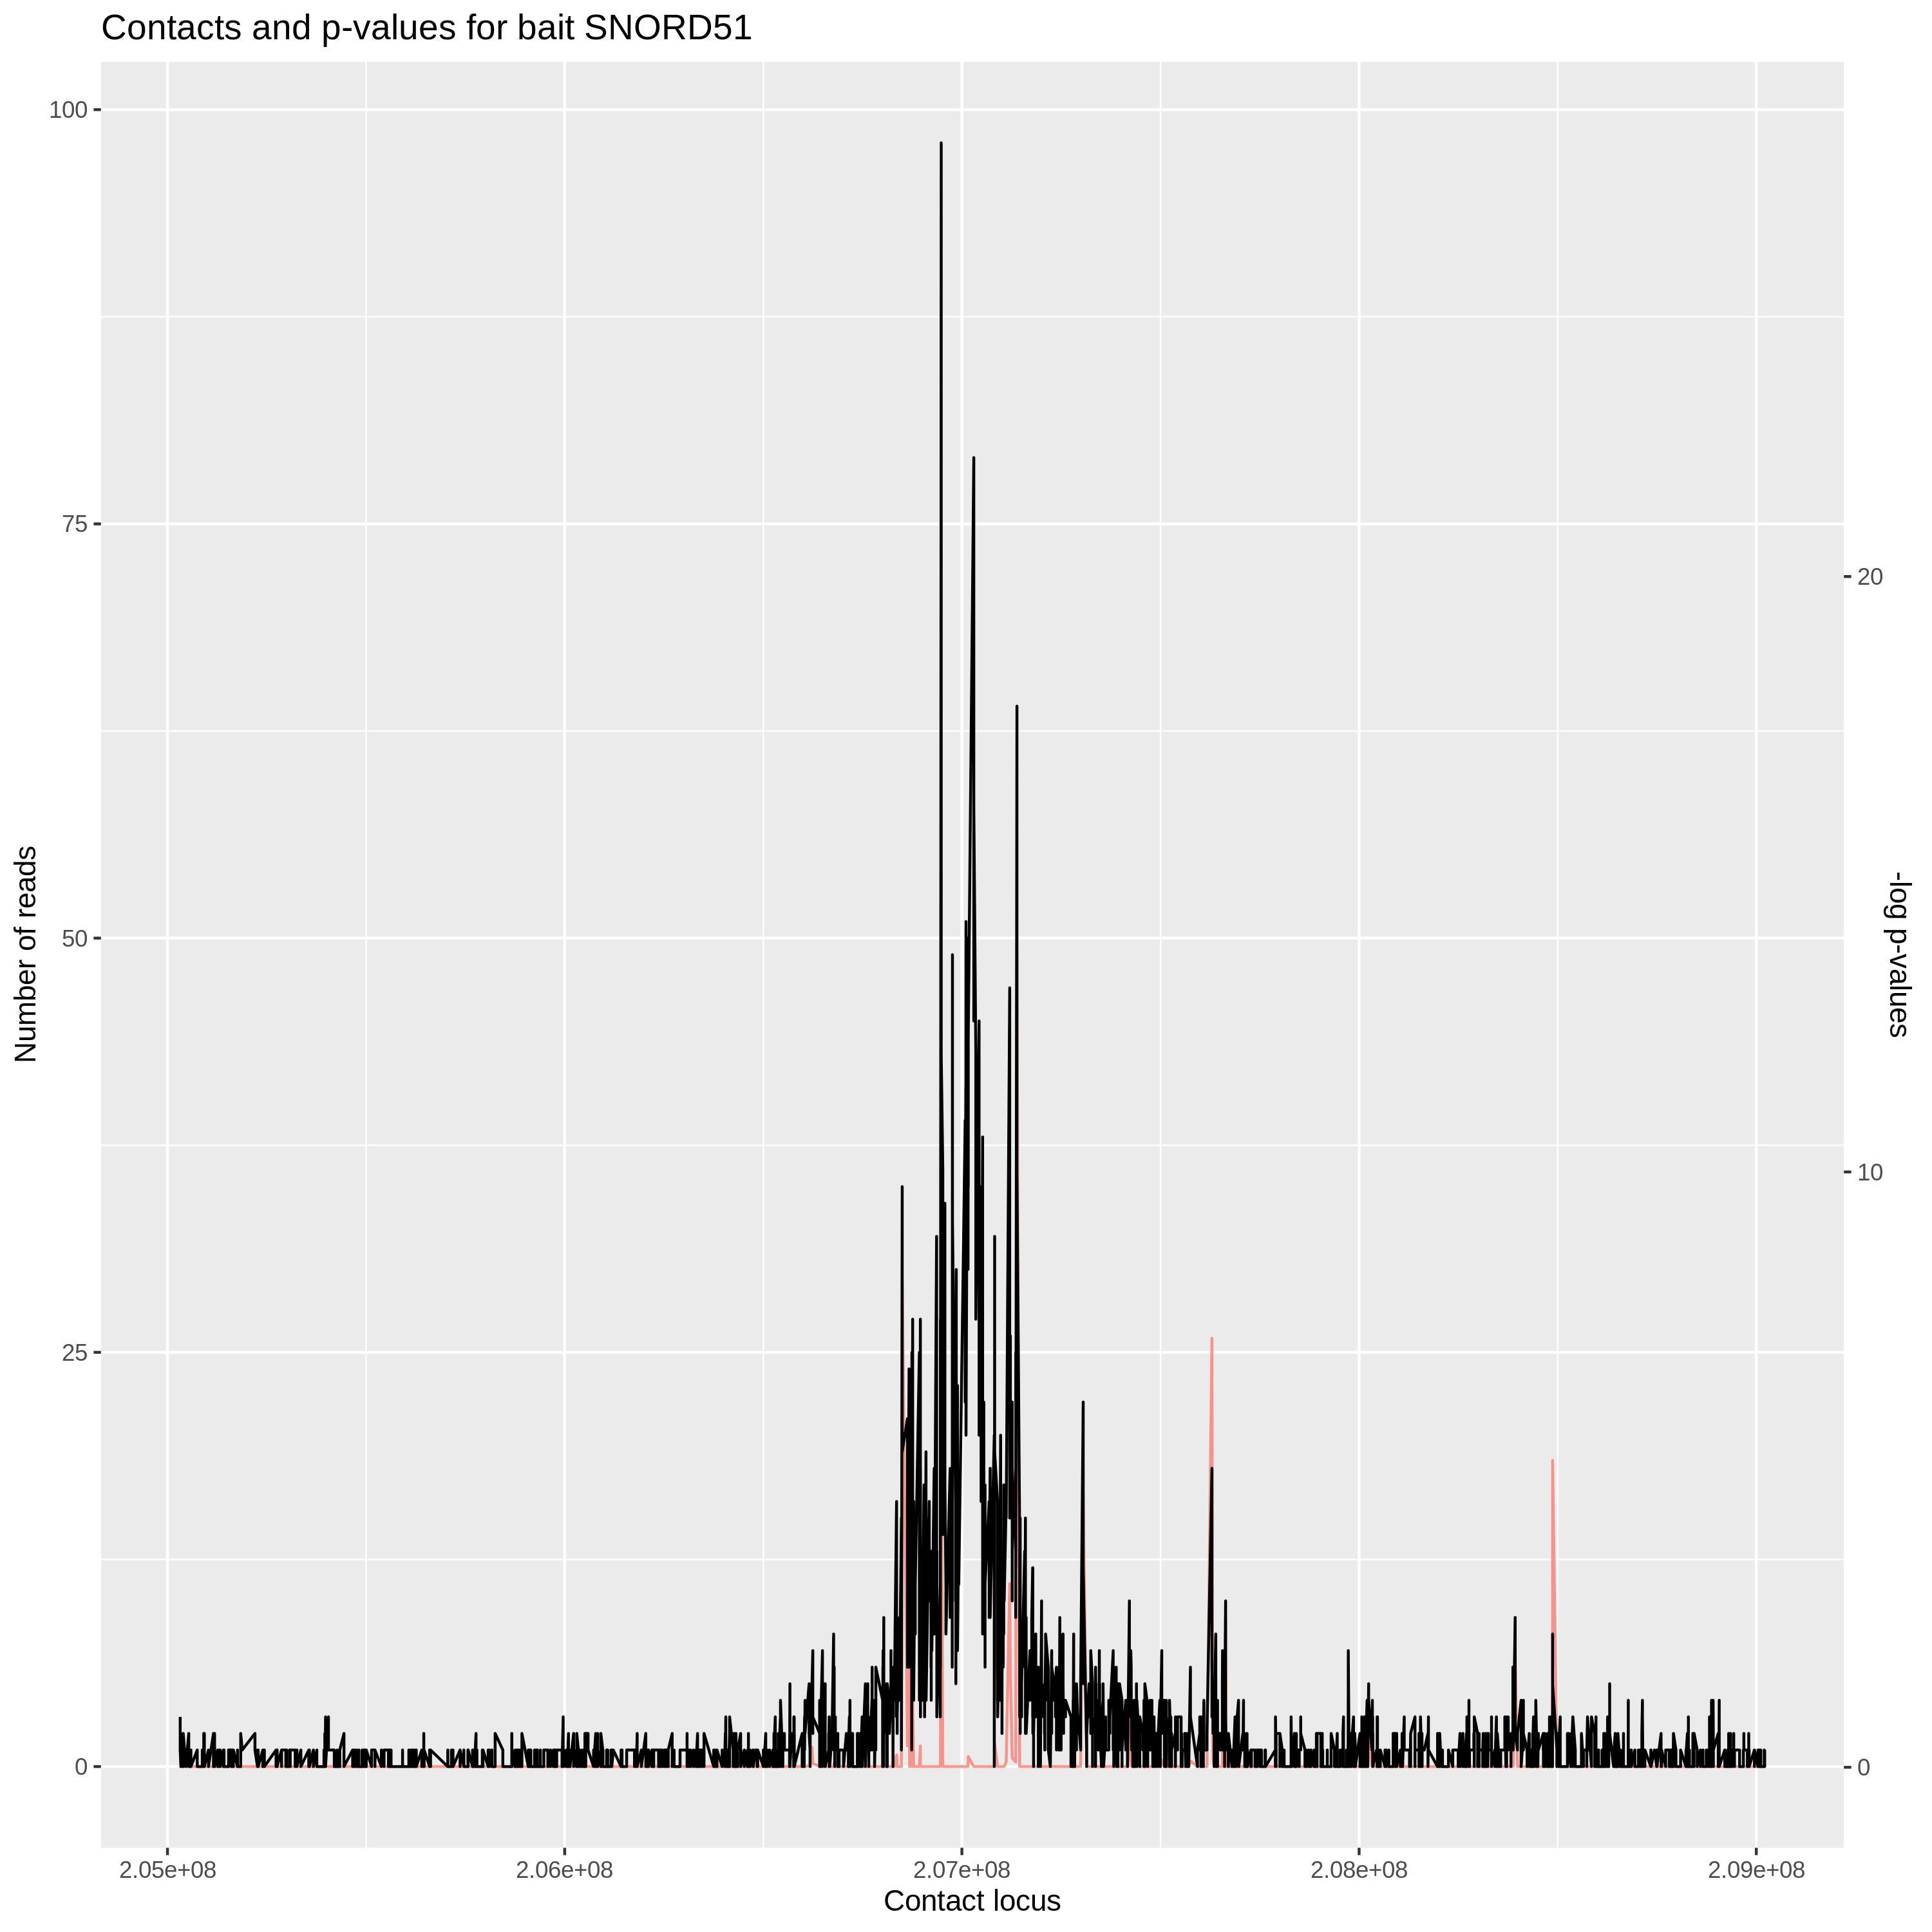 Contacts and p-values for bait SNORD51
100
75
50
25
0
Number of reads
20
10
0
-log p-values
2.05e+08
2.06e+08
2.07e+08
2.08e+08
2.09e+08
Contact locus